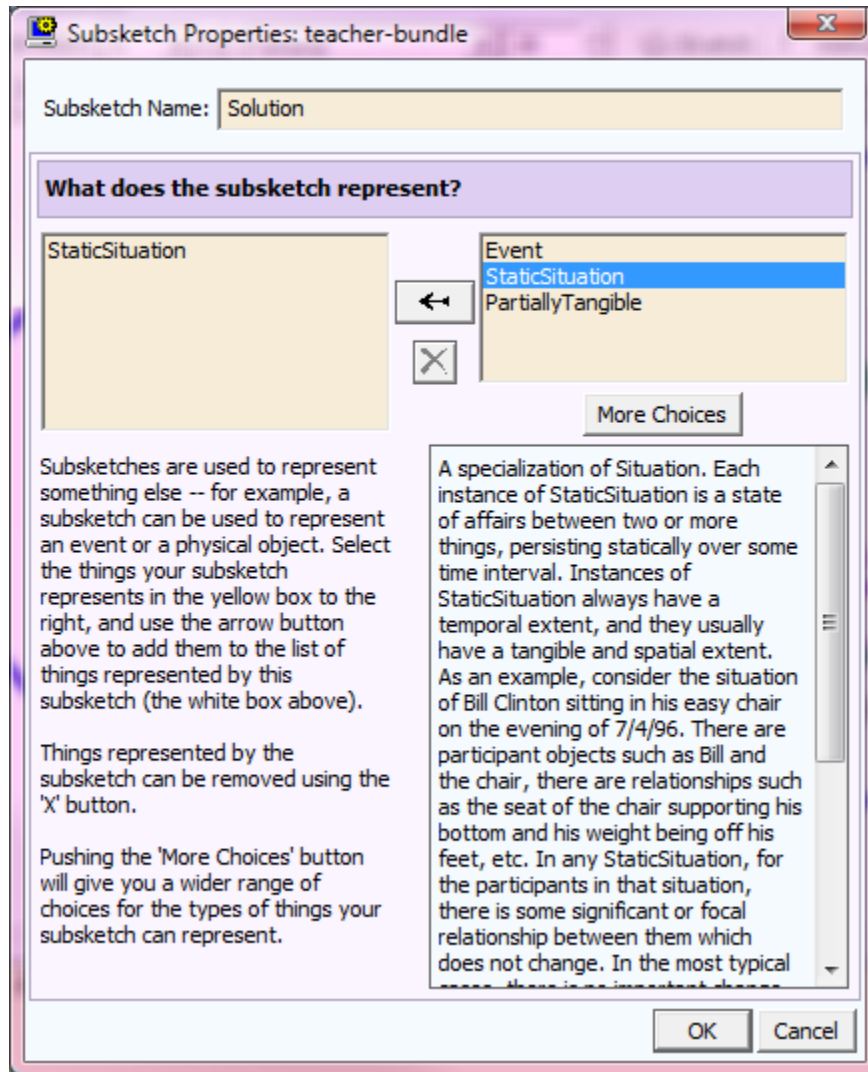 Subsketch Properties: teacher-bundle
Subsketch Name: Solution
What does the subsketch represent?
StaticSituation
Event
StaticSituation
PartiallyTangible
More Choices
Subsketches are used to represent
something else -- for example, a
subsketch can be used to represent
an event or a physical object. Select
the things your subsketch
represents in the yellow box to the
right, and use the arrow button
above to add them to the list of
things represented by this
subsketch (the white box above).
Things represented by the
subsketch can be removed using the
'X' button.
Pushing the 'More Choices' button
will give you a wider range of
choices for the types of things your
subsketch can represent.
A specialization of Situation. Each
instance of StaticSituation is a state
of affairs between two or more
things, persisting statically over some
time interval. Instances of
StaticSituation always have a
temporal extent, and they usually
have a tangible and spatial extent.
As an example, consider the situation
of Bill Clinton sitting in his easy chair
on the evening of 7/4/96. There are
participant objects such as Bill and
the chair, there are relationships such
as the seat of the chair supporting his
bottom and his weight being off his
feet, etc. In any StaticSituation, for
the participants in that situation,
there is some significant or focal
relationship between them which
does not change. In the most typical
cases, there is no important change
OK Cancel